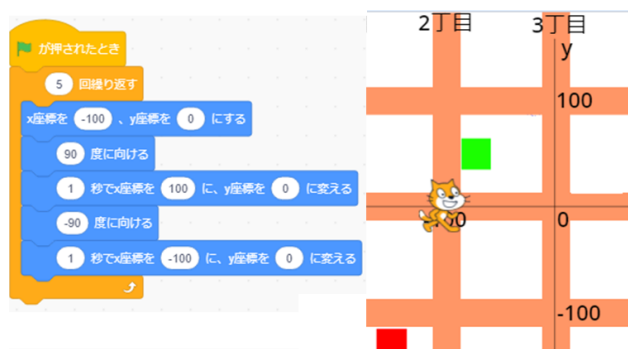 が押されたとき
5 回繰り返す
x座標を -100 、y座標を 0 にする
90 度に向ける
1 秒でx座標を 100 に、y座標を 0 に変える
-90 度に向ける
1 秒でx座標を -100 に、y座標を 0 に変える
2丁目 3丁目
y
100
0
-100